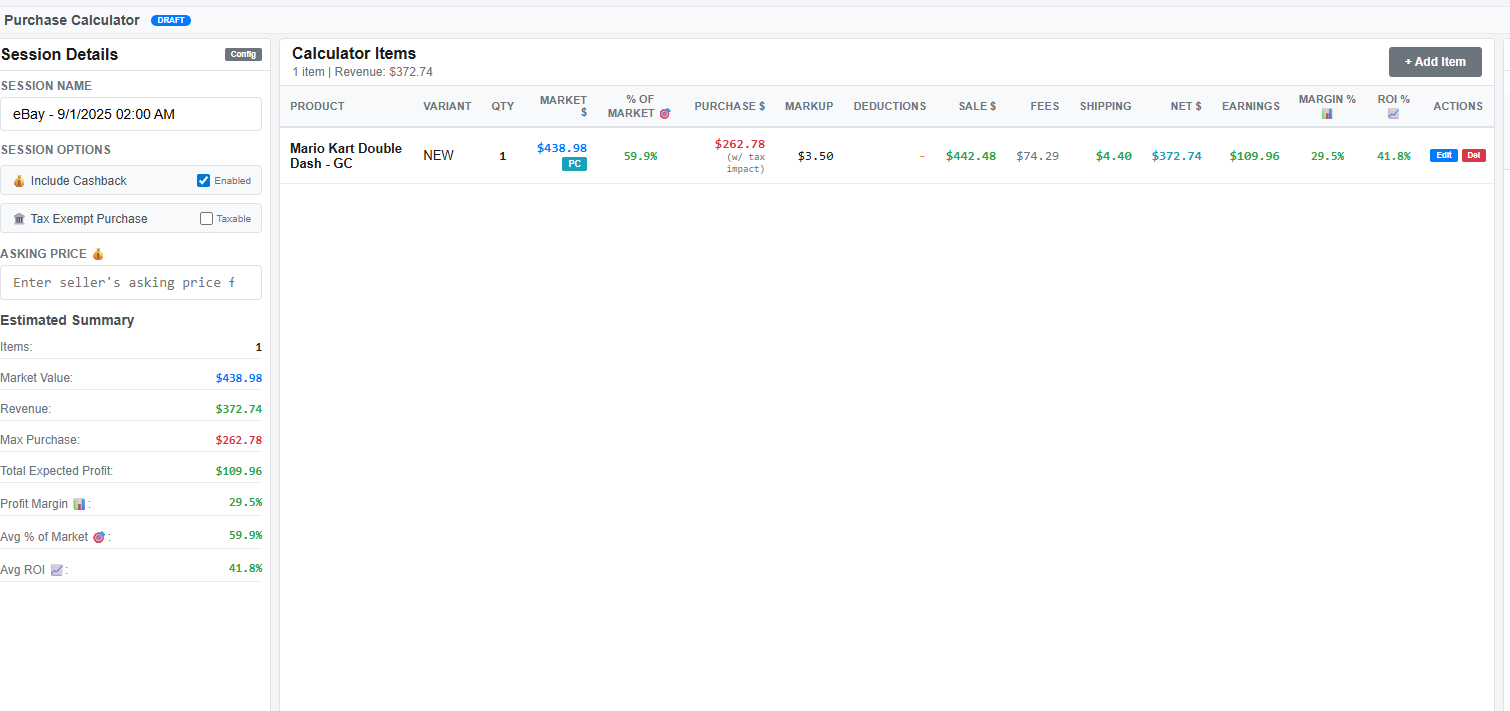 Purchase Calculator DRAFT
Session Details Config
SESSION NAME
eBay - 9/1/2025 02:00 AM
SESSION OPTIONS
Include Cashback Enabled
Tax Exempt Purchase Taxable
ASKING PRICE
Enter seller's asking price f
Estimated Summary
Items: 1
Market Value: $438.98
Revenue: $372.74
Max Purchase: $262.78
Total Expected Profit: $109.96
Profit Margin : 29.5%
Avg % of Market : 59.9%
Avg ROI : 41.8%
Calculator Items
1 item | Revenue: $372.74
+ Add Item
PRODUCT VARIANT QTY MARKET $ % OF MARKET PURCHASE $ MARKUP DEDUCTIONS SALE $ FEES SHIPPING NET $ EARNINGS MARGIN % ROI % ACTIONS
Mario Kart Double Dash - GC NEW 1 $438.98 PC 59.9% $262.78 (w/ tax impact) $3.50 - $442.48 $74.29 $4.40 $372.74 $109.96 29.5% 41.8% Edit Del